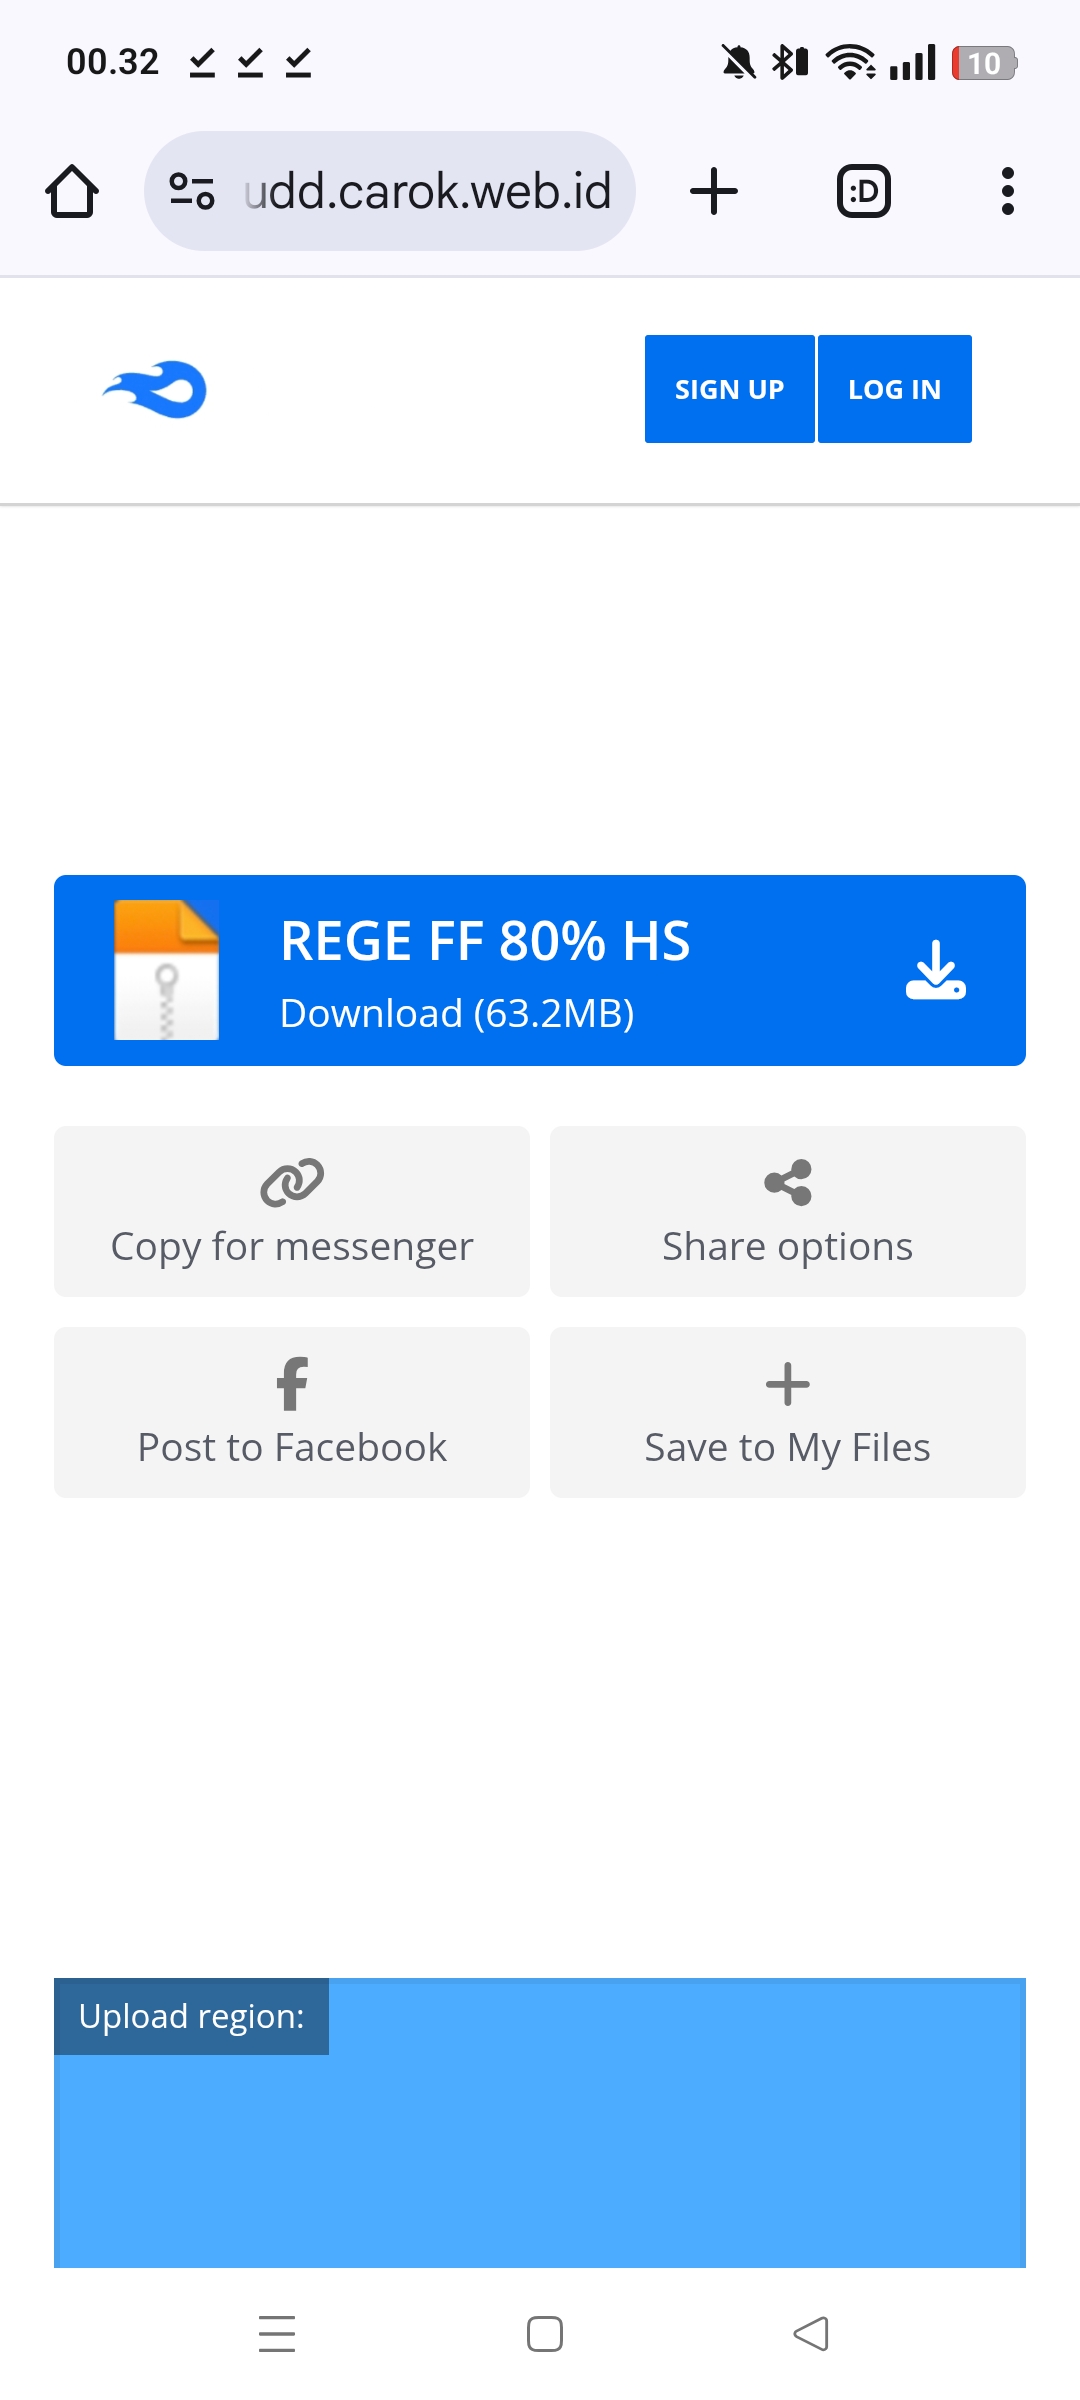 00.32
10
udd.carok.web.id
:D
SIGN UP
LOG IN
REGE FF 80% HS
Download (63.2MB)
Copy for messenger
Share options
Post to Facebook
Save to My Files
Upload region: